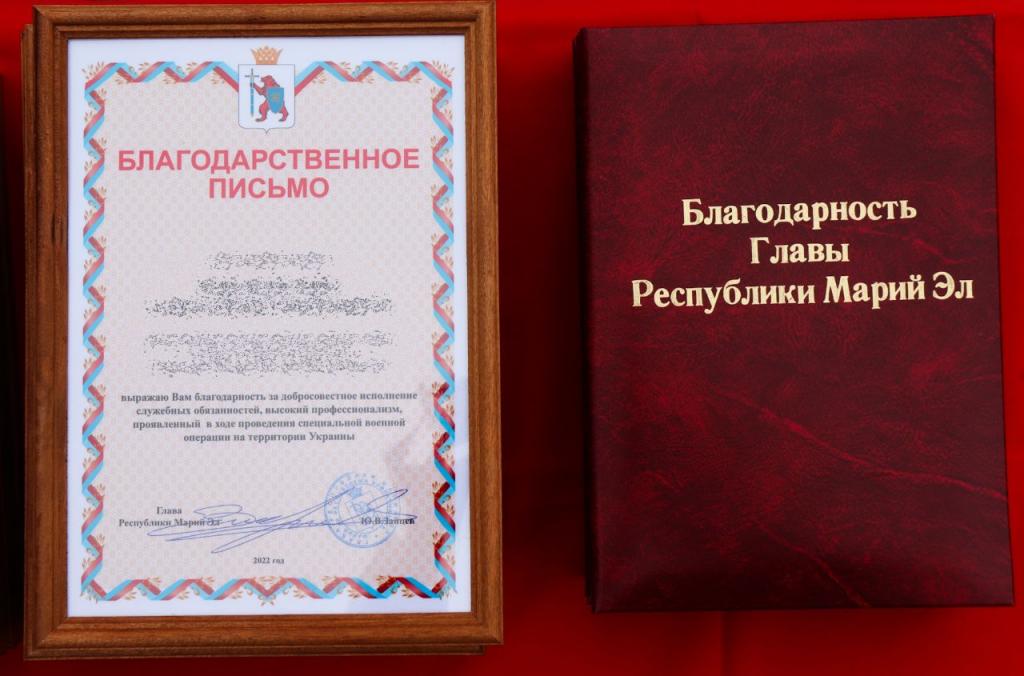 БЛАГОДАРСТВЕННОЕ
ПИСЬМО
выражаю Вам благодарность за добросовестное исполнение
служебных обязанностей, высокий профессионализм,
проявленный в ходе проведения специальной военной
операции на территории Украины
Глава
Республики Марий Эл
Ю.В.Зайцев
2022 год
Благодарность
Главы
Республики Марий Эл